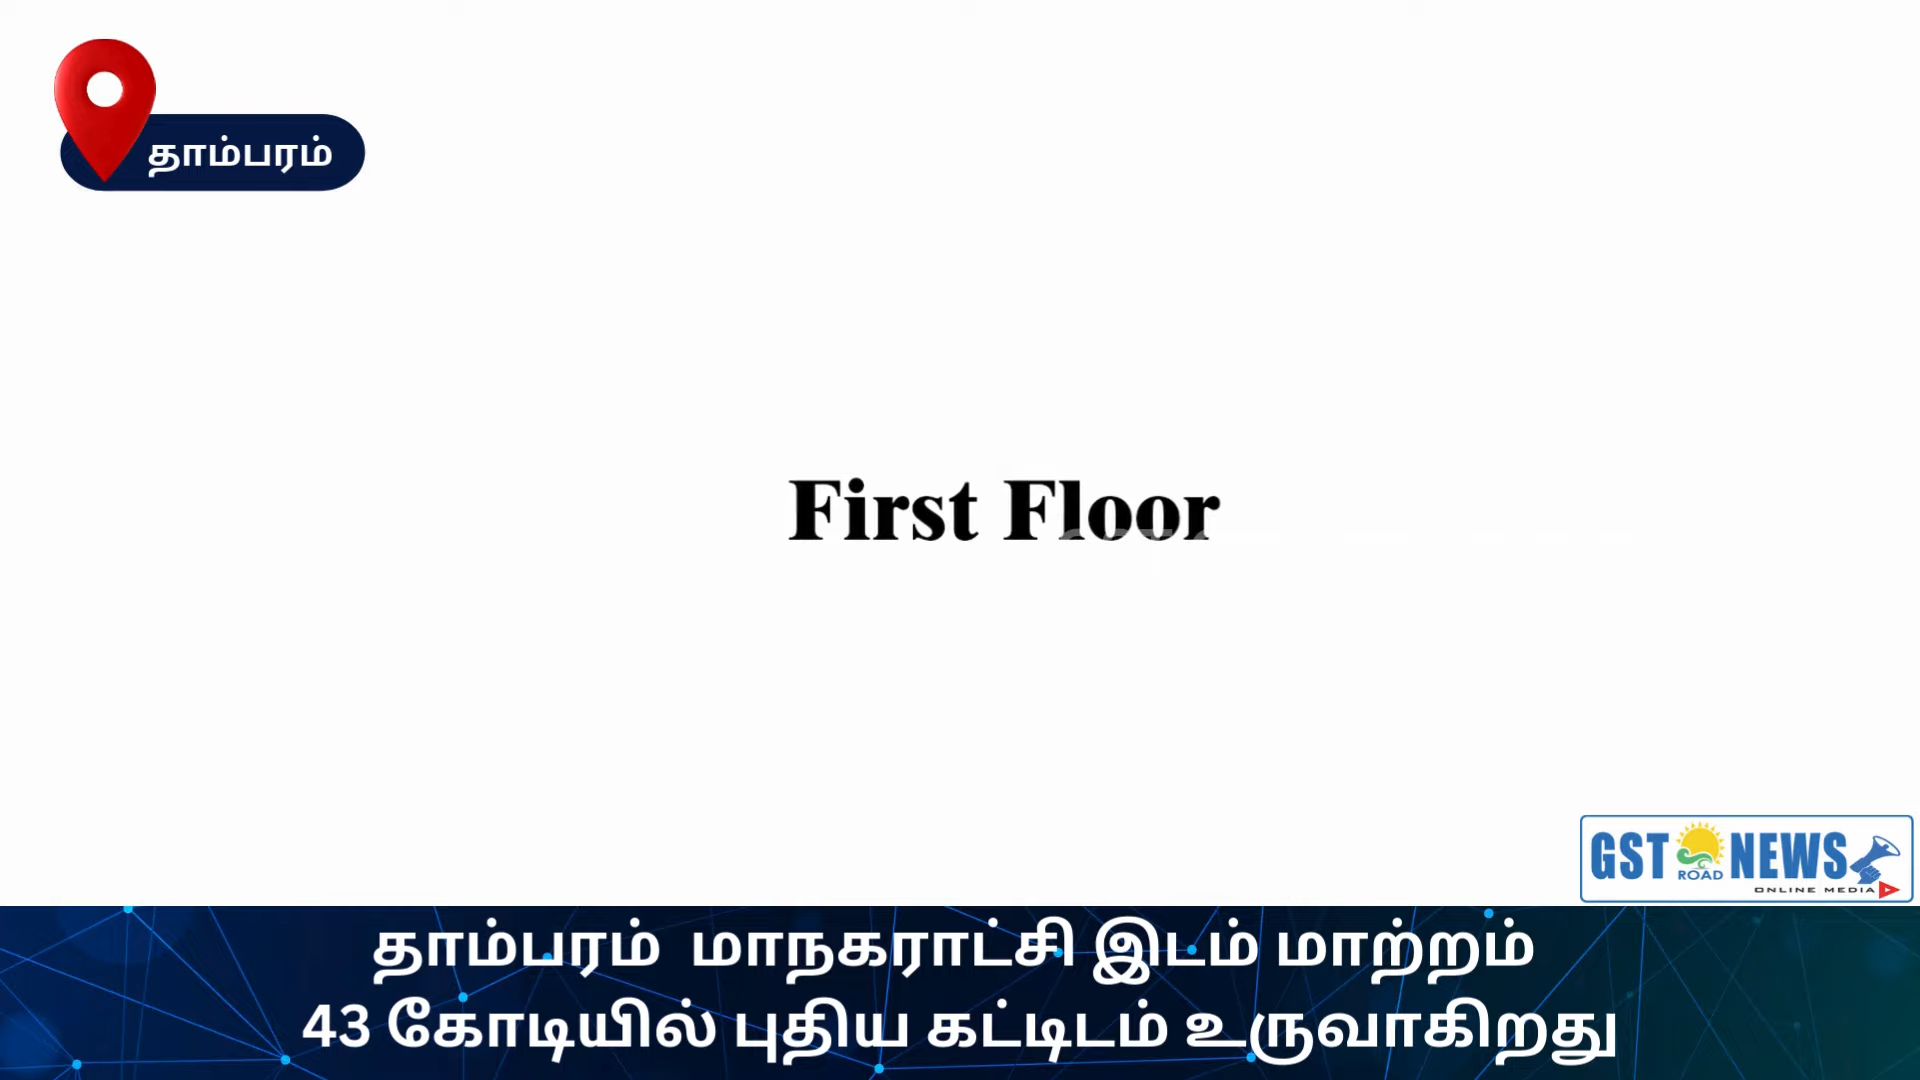 தாம்பரம்
First Floor
GST ROAD NEWS
ONLINE MEDIA
தாம்பரம் மாநகராட்சி இடம் மாற்றம்
43 கோடியில் புதிய கட்டிடம் உருவாகிறது